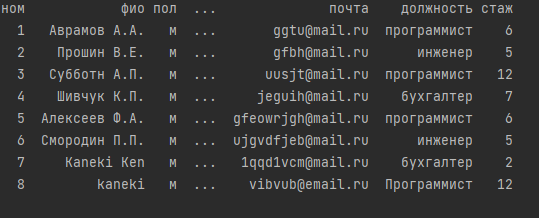 ном фио пол ... почта должность стаж
1 Аврамов А.А. м ... ggtu@mail.ru программист 6
2 Прошин В.Е. м ... gfbh@mail.ru инженер 5
3 Субботн А.П. м ... uusjt@mail.ru программист 12
4 Шивчук К.П. м ... jeguih@mail.ru бухгалтер 7
5 Алексеев Ф.А. м ... gfeowrjgh@mail.ru программист 6
6 Смородин П.П. м ... ujgvdfjeb@mail.ru инженер 5
7 Kaneki Ken м ... 1qqd1vcm@mail.ru бухгалтер 2
8 kaneki м ... vibvub@email.ru Программист 12